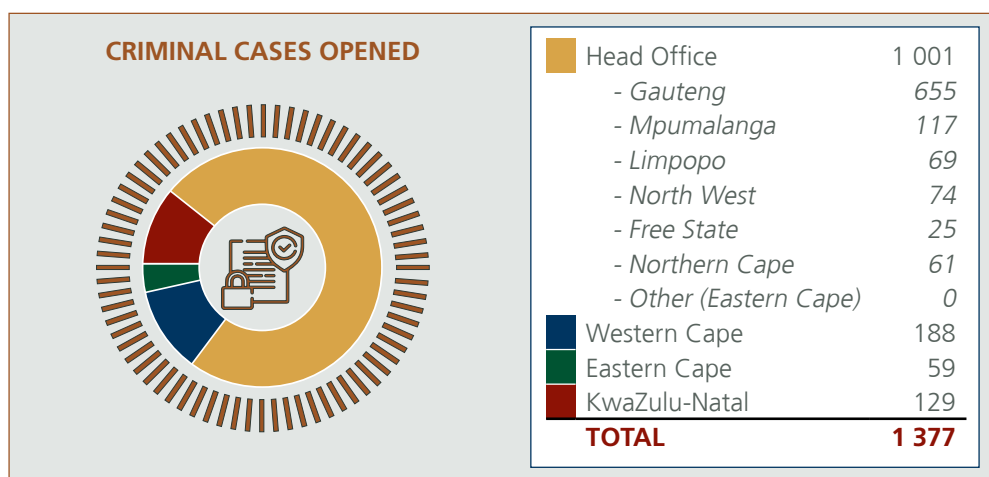 CRIMINAL CASES OPENED
Head Office 1 001
- Gauteng 655
- Mpumalanga 117
- Limpopo 69
- North West 74
- Free State 25
- Northern Cape 61
- Other (Eastern Cape) 0
Western Cape 188
Eastern Cape 59
KwaZulu-Natal 129
TOTAL 1 377